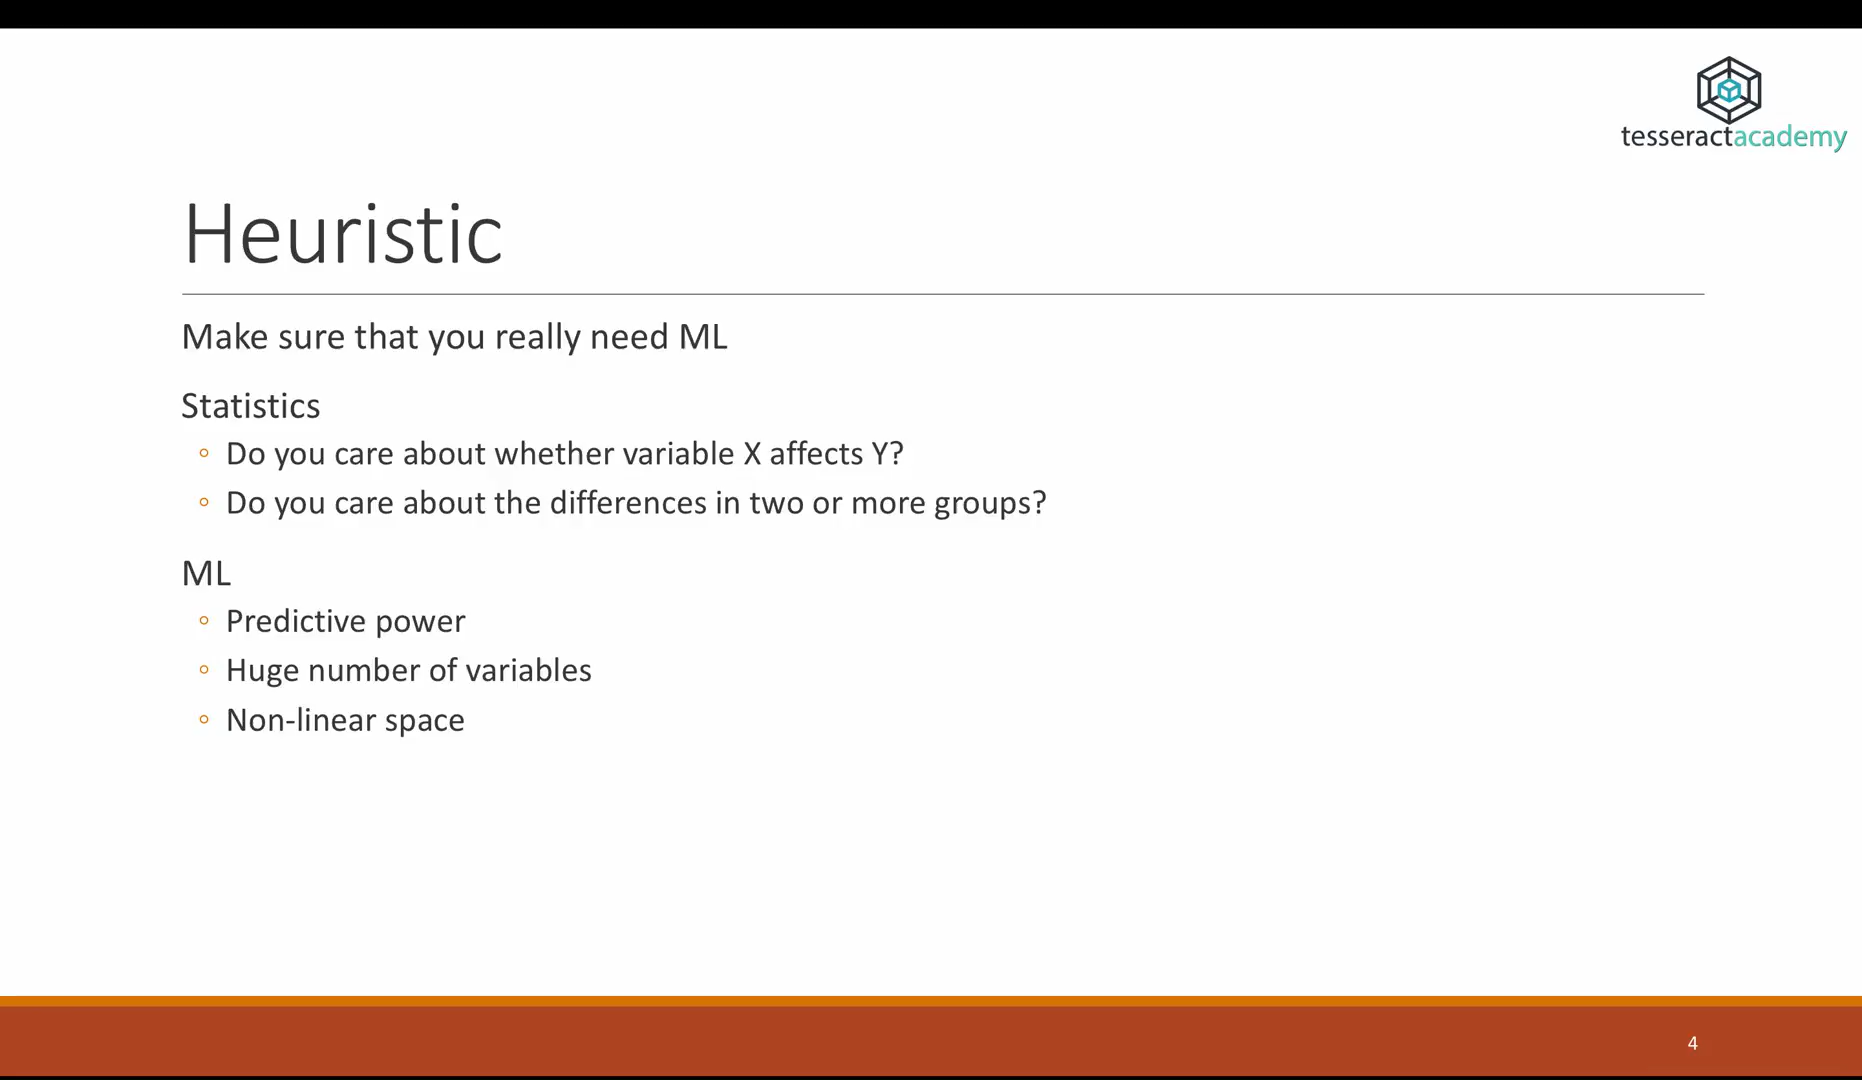 tesseractacademy
Heuristic
Make sure that you really need ML
Statistics
◦ Do you care about whether variable X affects Y?
◦ Do you care about the differences in two or more groups?
ML
◦ Predictive power
◦ Huge number of variables
◦ Non-linear space
4